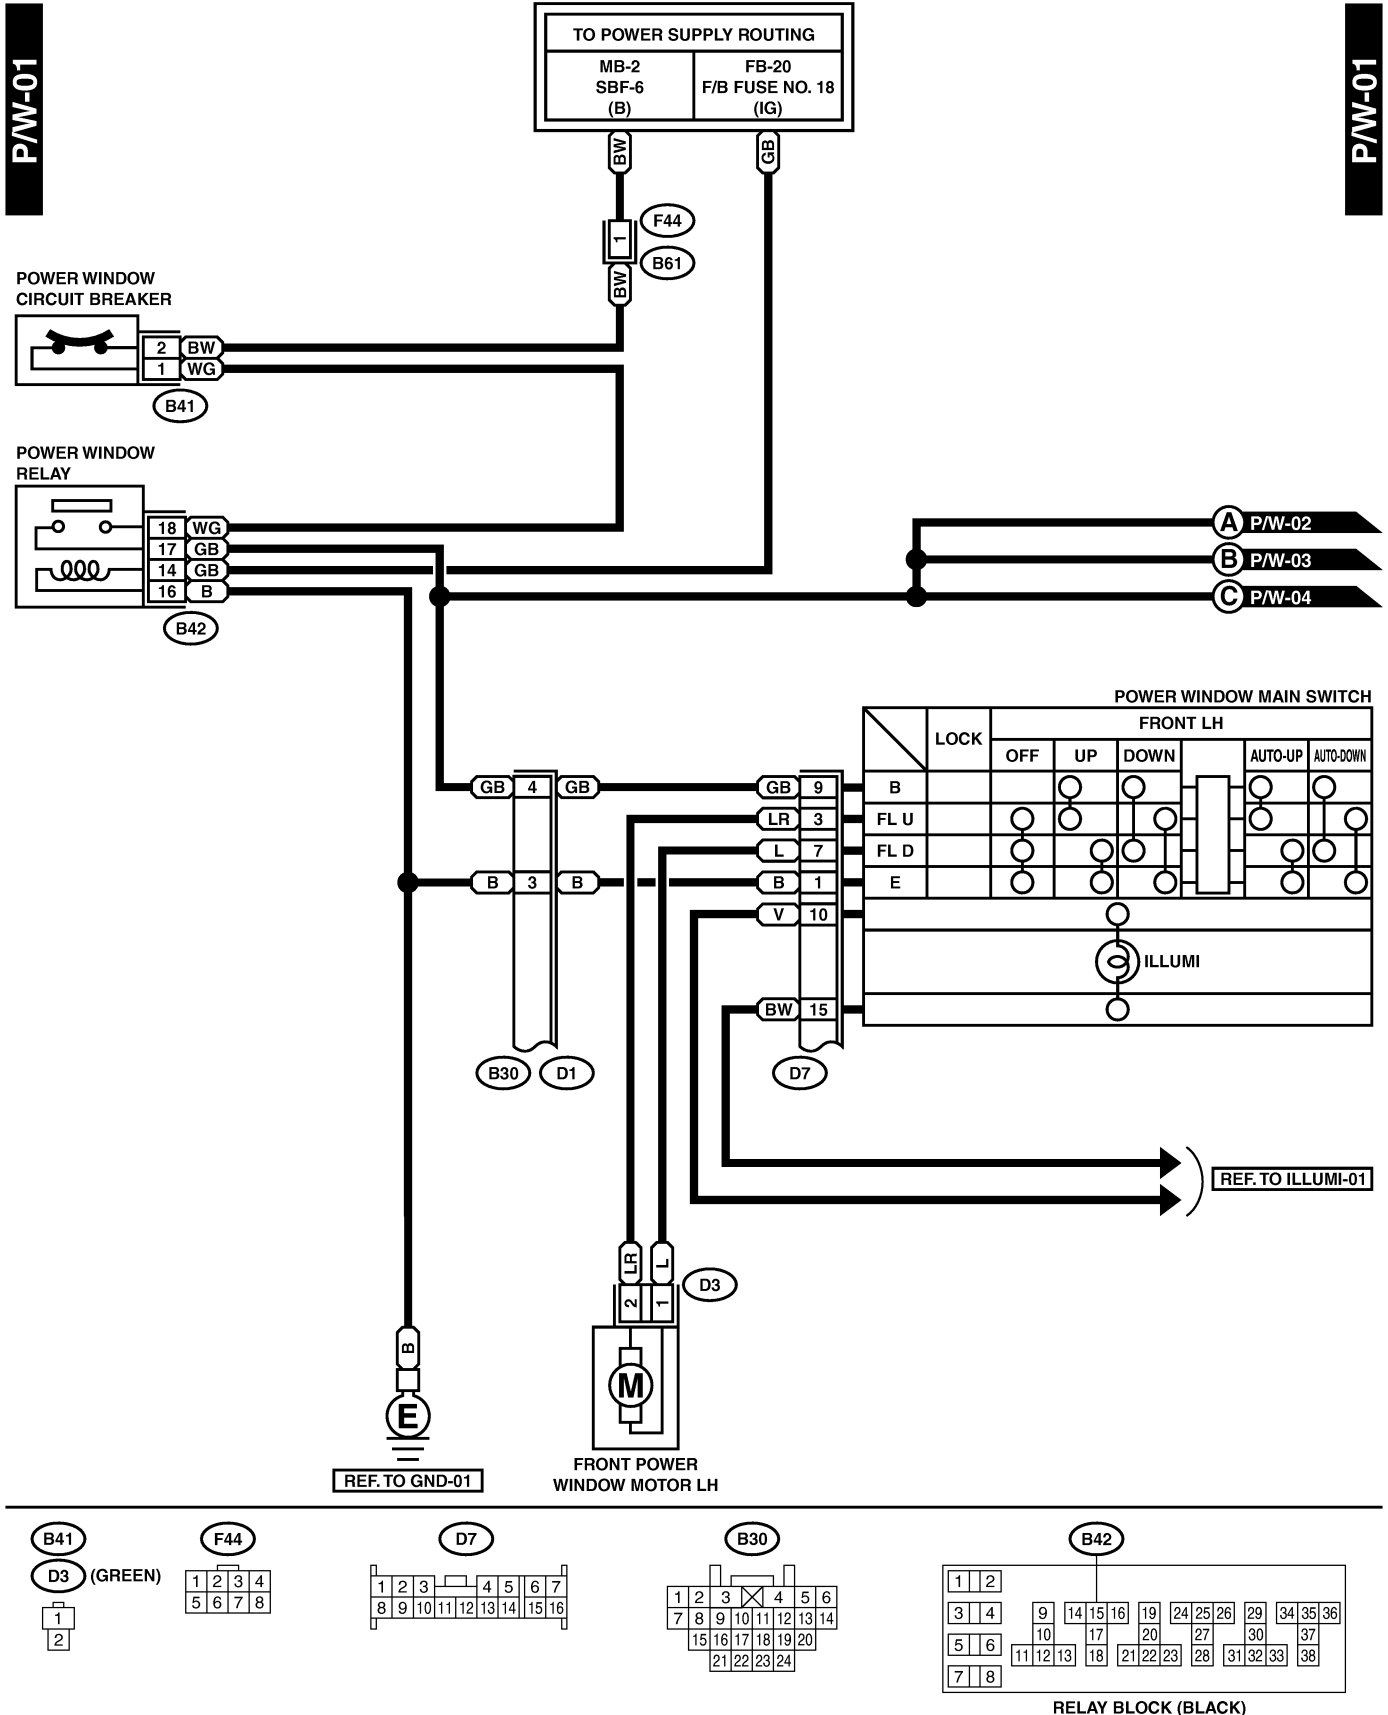 P/W-01
P/W-01
TO POWER SUPPLY ROUTING
MB-2
SBF-6
(B)
FB-20
F/B FUSE NO. 18
(IG)
BW
GB
1
F44
B61
BW
POWER WINDOW
CIRCUIT BREAKER
2 BW
1 WG
B41
POWER WINDOW
RELAY
18 WG
17 GB
14 GB
16 B
B42
A P/W-02
B P/W-03
C P/W-04
POWER WINDOW MAIN SWITCH
FRONT LH
LOCK
OFF UP DOWN AUTO-UP AUTO-DOWN
GB 4 GB GB 9 B
LR 3 FL U
L 7 FL D
B 3 B B 1 E
V 10
ILLUMI
BW 15
B30 D1 D7
REF. TO ILLUMI-01
LR L
D3
2 1
B
M
E
FRONT POWER
WINDOW MOTOR LH
REF. TO GND-01
B41
D3 (GREEN)
1
2
F44
1 2 3 4
5 6 7 8
D7
1 2 3 4 5 6 7
8 9 10 11 12 13 14 15 16
B30
1 2 3 4 5 6
7 8 9 10 11 12 13 14
15 16 17 18 19 20
21 22 23 24
B42
1 2
3 4 9 14 15 16 19 24 25 26 29 34 35 36
5 6 10 17 20 27 30 37
11 12 13 18 21 22 23 28 31 32 33 38
7 8
RELAY BLOCK (BLACK)